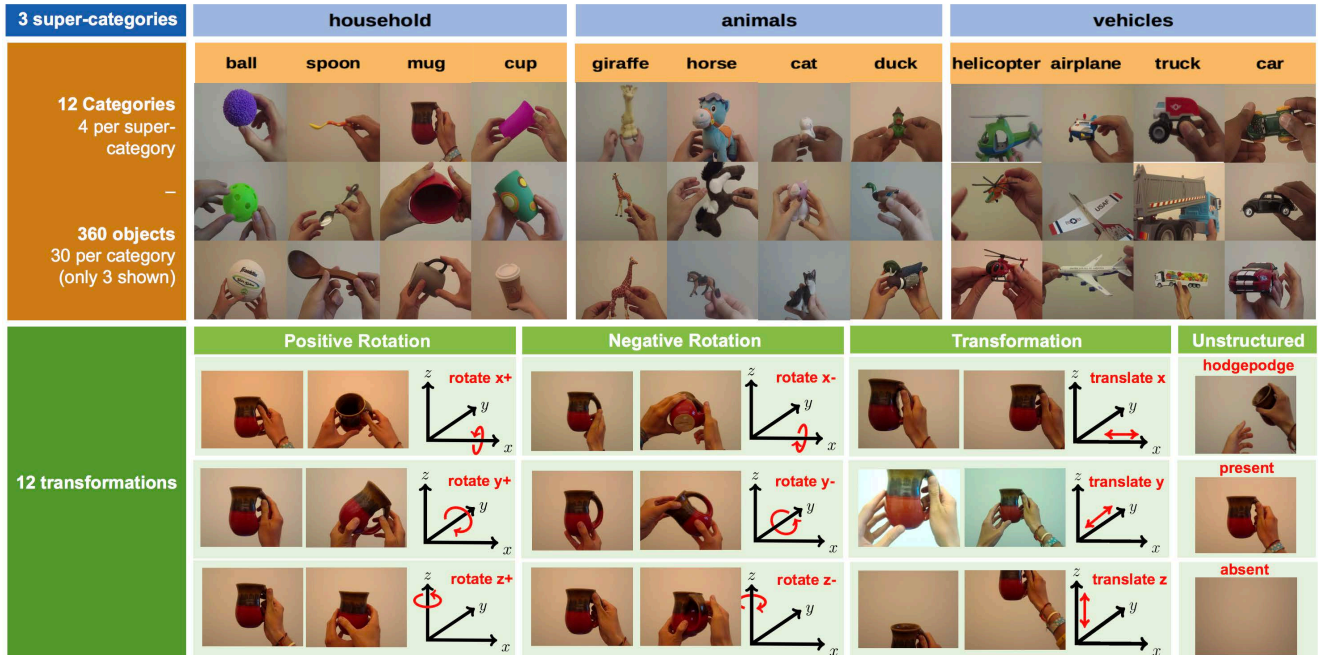 3 super-categories
household
animals
vehicles
12 Categories
4 per super-
category
–
360 objects
30 per category
(only 3 shown)
ball
spoon
mug
cup
giraffe
horse
cat
duck
helicopter
airplane
truck
car
USAF
Franklin
12 transformations
Positive Rotation
Negative Rotation
Transformation
Unstructured
z
rotate x+
y
x
z
rotate x-
y
x
z
translate x
y
x
hodgepodge
z
rotate y+
y
x
z
rotate y-
y
x
z
translate y
y
x
present
z
rotate z+
y
x
z
rotate z-
y
x
z
translate z
y
x
absent